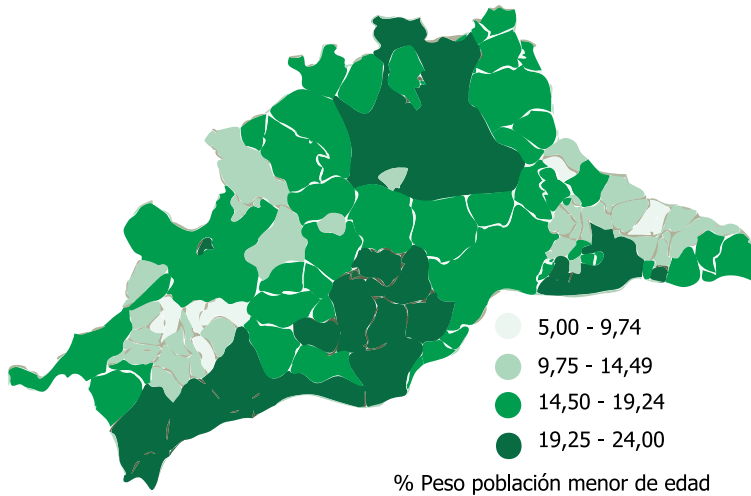 5,00 - 9,74
9,75 - 14,49
14,50 - 19,24
19,25 - 24,00
% Peso población menor de edad